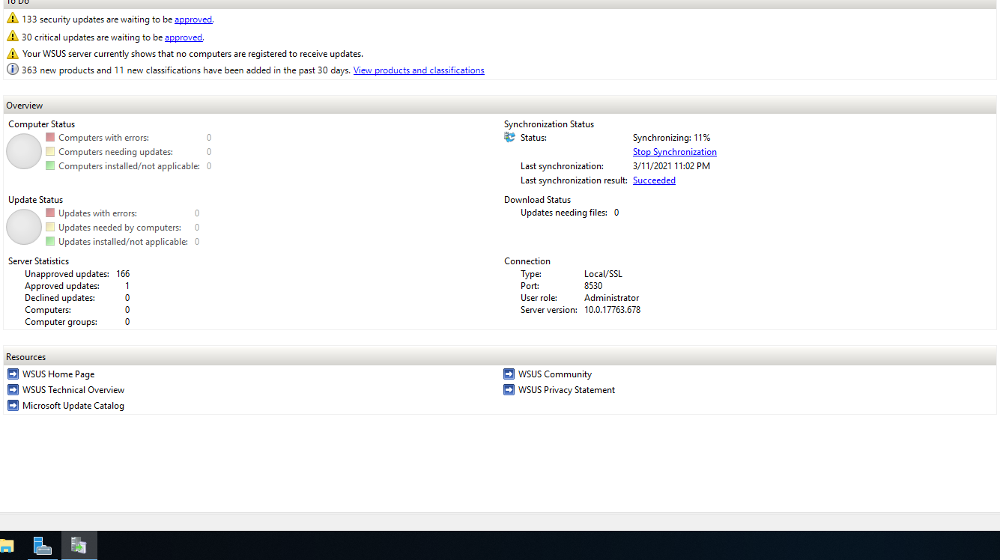 To Do
133 security updates are waiting to be approved.
30 critical updates are waiting to be approved.
Your WSUS server currently shows that no computers are registered to receive updates.
363 new products and 11 new classifications have been added in the past 30 days. View products and classifications
Overview
Computer Status
Computers with errors: 0
Computers needing updates: 0
Computers installed/not applicable: 0
Update Status
Updates with errors: 0
Updates needed by computers: 0
Updates installed/not applicable: 0
Server Statistics
Unapproved updates: 166
Approved updates: 1
Declined updates: 0
Computers: 0
Computer groups: 0
Synchronization Status
Status: Synchronizing: 11%
Stop Synchronization
Last synchronization: 3/11/2021 11:02 PM
Last synchronization result: Succeeded
Download Status
Updates needing files: 0
Connection
Type: Local/SSL
Port: 8530
User role: Administrator
Server version: 10.0.17763.678
Resources
WSUS Home Page
WSUS Technical Overview
Microsoft Update Catalog
WSUS Community
WSUS Privacy Statement